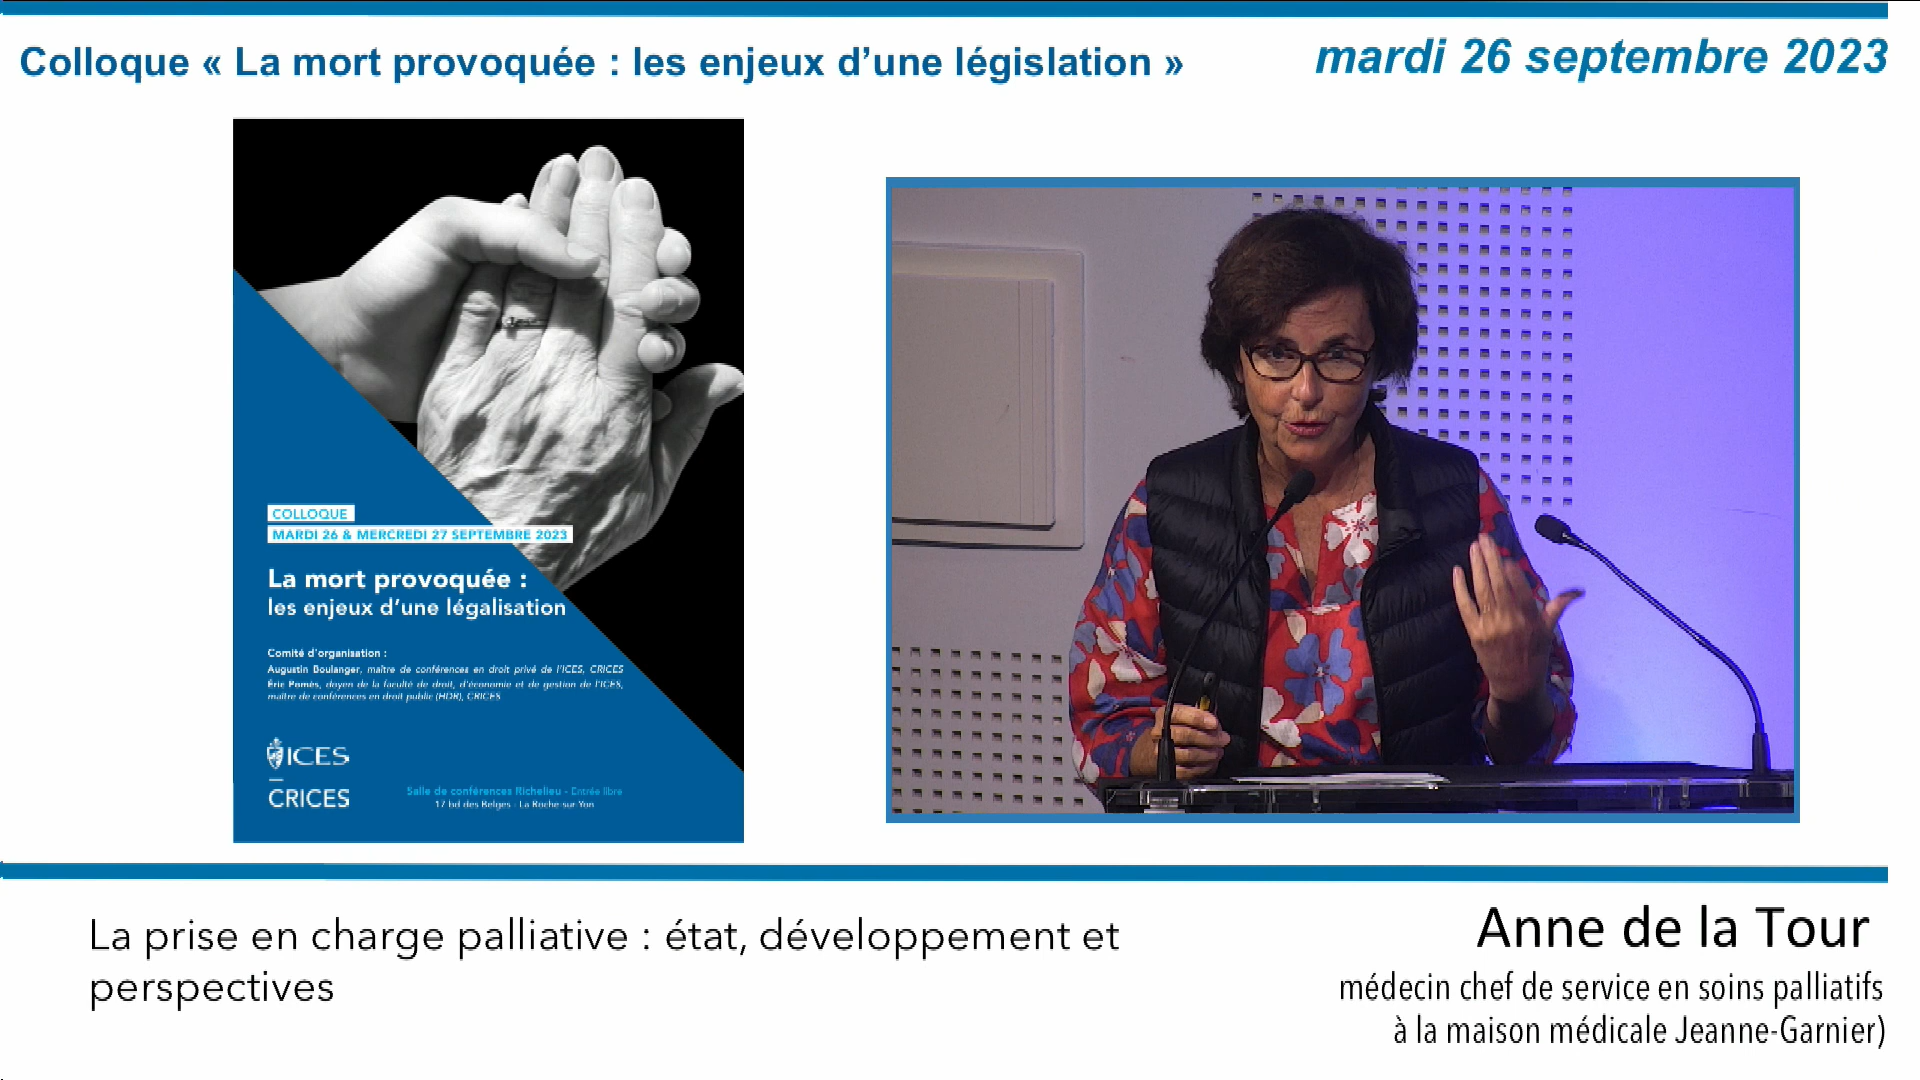 Colloque « La mort provoquée : les enjeux d’une législation »
mardi 26 septembre 2023
COLLOQUE
MARDI 26 & MERCREDI 27 SEPTEMBRE 2023
La mort provoquée :
les enjeux d’une légalisation
Comité d’organisation :
Augustin Boulanger, maître de conférences en droit privé de l’ICES, CRICES
Éric Pomès, doyen de la faculté de droit, d’économie et de gestion de l’ICES,
maître de conférences en droit public (HDR), CRICES
ICES
CRICES
Salle de conférences Richelieu - Entrée libre
17 bd des Belges - La Roche-sur-Yon
La prise en charge palliative : état, développement et
perspectives
Anne de la Tour
médecin chef de service en soins palliatifs
à la maison médicale Jeanne-Garnier)